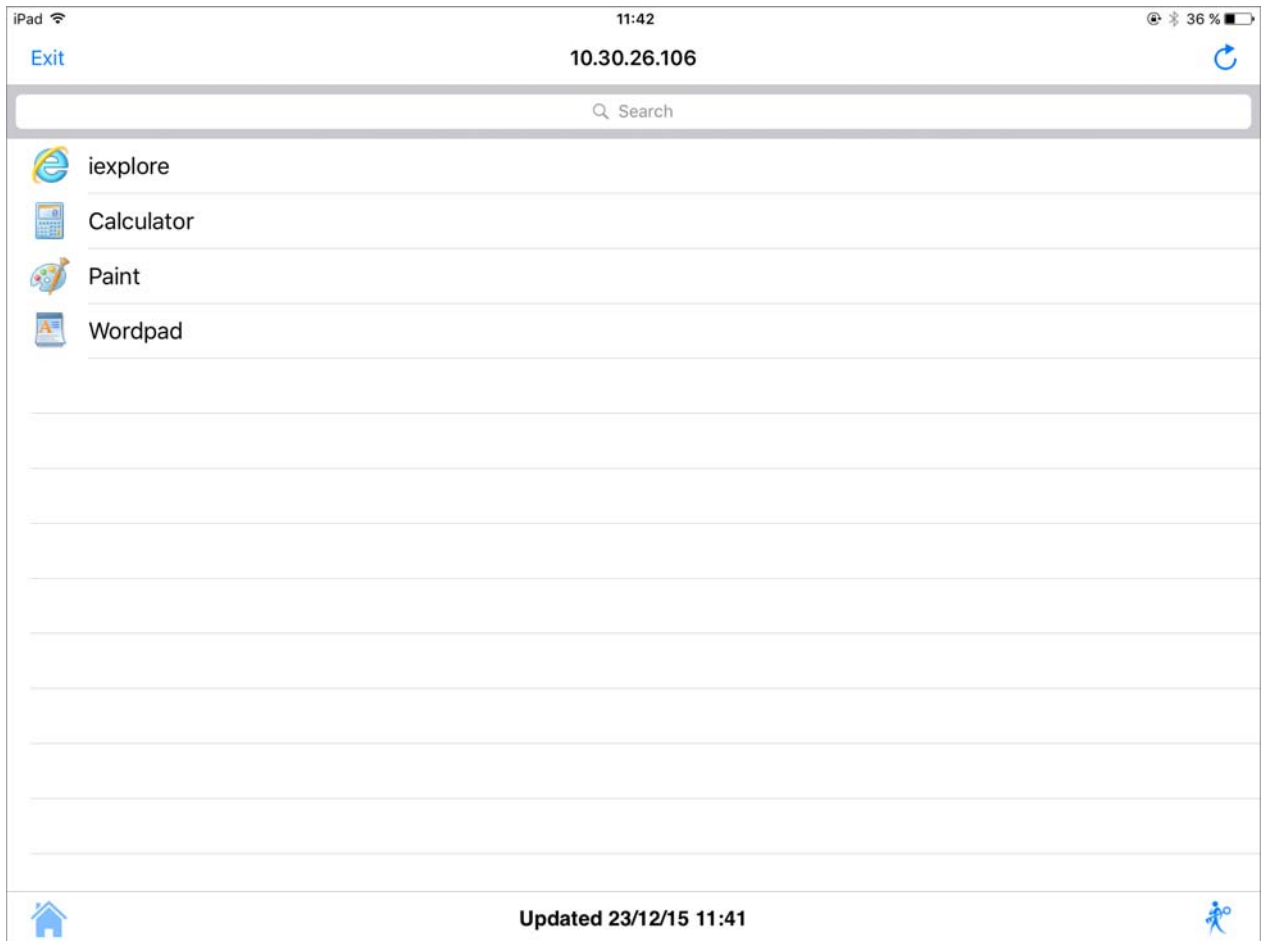 iPad 11:42 36 %
Exit 10.30.26.106
Search
iexplore
Calculator
Paint
Wordpad
Updated 23/12/15 11:41